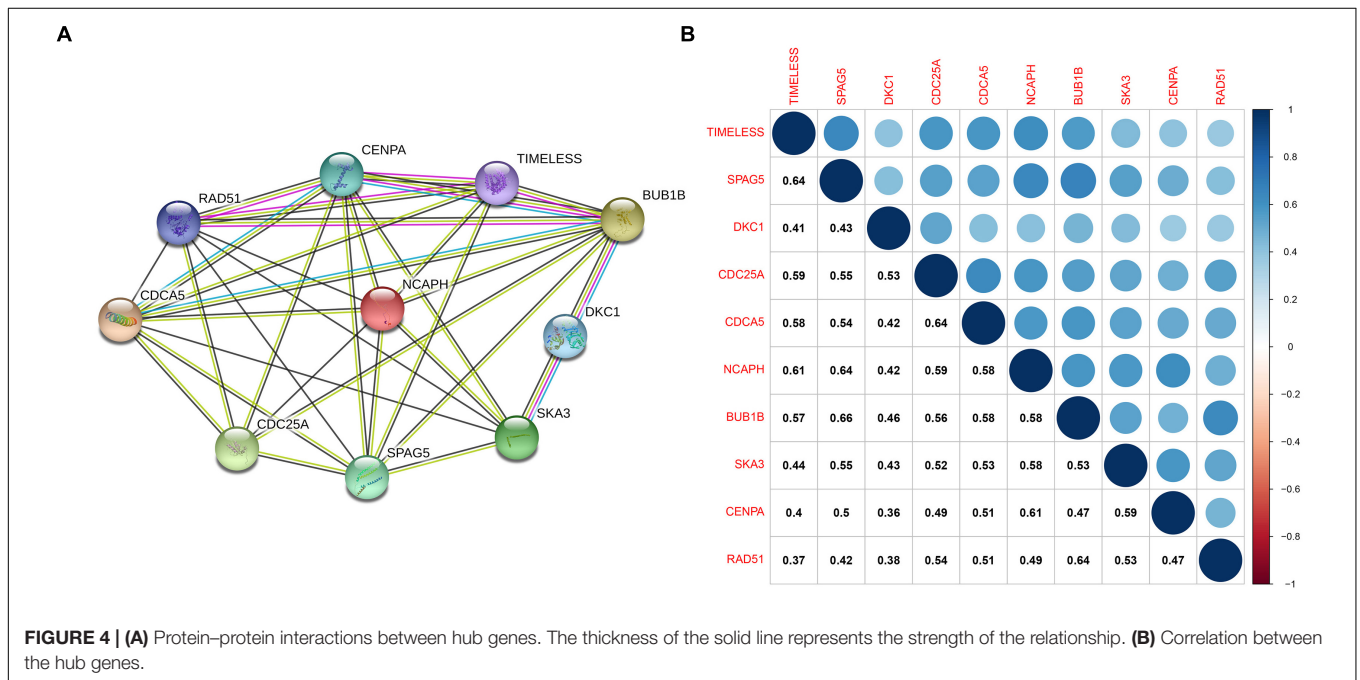 A
CENPA
TIMELESS
RAD51
BUB1B
NCAPH
CDCA5
DKC1
SKA3
CDC25A
SPAG5
B
TIMELESS SPAG5 DKC1 CDC25A CDCA5 NCAPH BUB1B SKA3 CENPA RAD51
TIMELESS
SPAG5 0.64
DKC1 0.41 0.43
CDC25A 0.59 0.55 0.53
CDCA5 0.58 0.54 0.42 0.64
NCAPH 0.61 0.64 0.42 0.59 0.58
BUB1B 0.57 0.66 0.46 0.56 0.58 0.58
SKA3 0.44 0.55 0.43 0.52 0.53 0.58 0.53
CENPA 0.4 0.5 0.36 0.49 0.51 0.61 0.47 0.59
RAD51 0.37 0.42 0.38 0.54 0.51 0.49 0.64 0.53 0.47
1
0.8
0.6
0.4
0.2
0
−0.2
−0.4
−0.6
−0.8
−1
FIGURE 4 | (A) Protein–protein interactions between hub genes. The thickness of the solid line represents the strength of the relationship. (B) Correlation between
the hub genes.